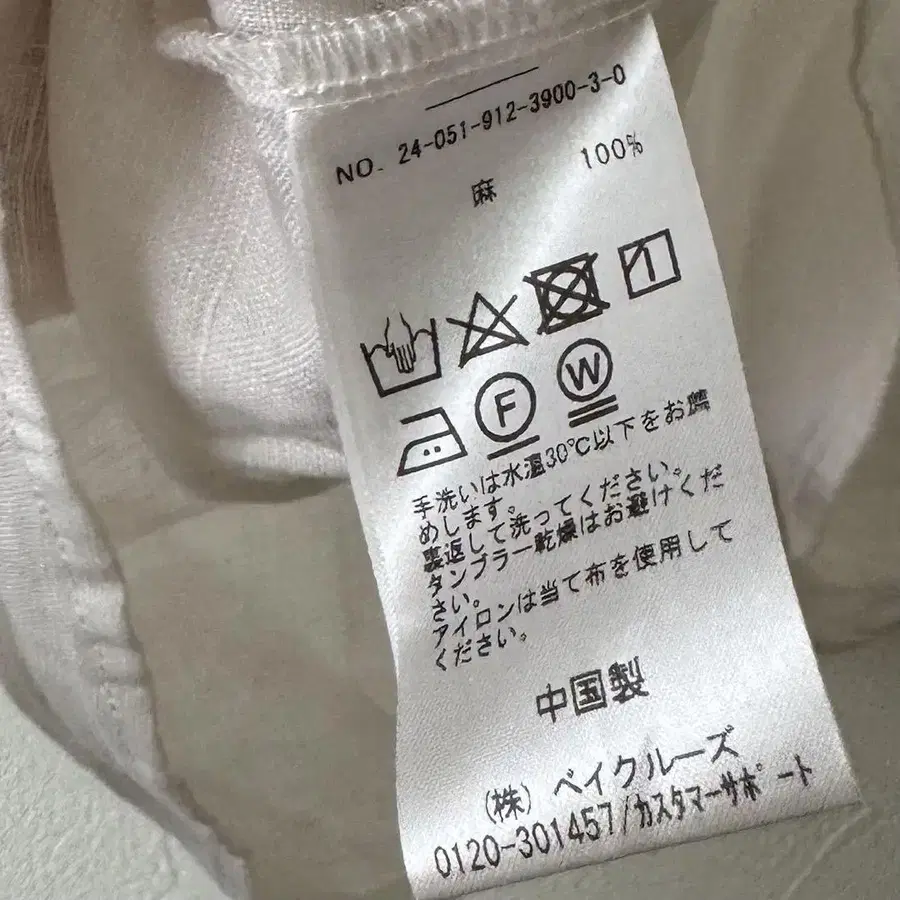 NO. 24-051-912-3900-3-0
麻 100%
F W
手洗いは水温30℃以下をお奨
めします。
裏返して洗ってください。
タンブラー乾燥はお避けくだ
さい。
アイロンは当て布を使用して
ください。
中国製
(株) ベイクルーズ
0120-301457/カスタマーサポート